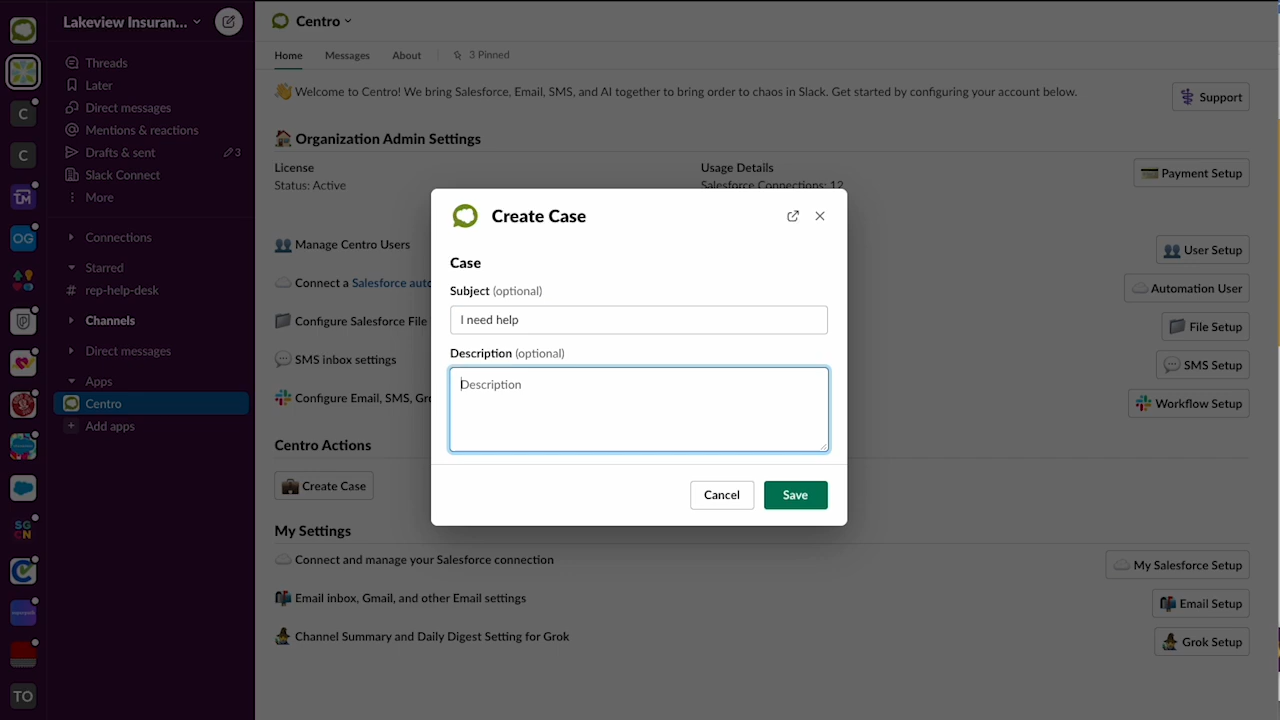 Lakeview Insuran...
Threads
Later
Direct messages
Mentions & reactions
Drafts & sent
3
Slack Connect
More
Connections
Starred
# rep-help-desk
Channels
Direct messages
Apps
Centro
+ Add apps
C
C
TM
OG
SG
CN
TO
Centro
Home
Messages
About
3 Pinned
Welcome to Centro! We bring Salesforce, Email, SMS, and AI together to bring order to chaos in Slack. Get started by configuring your account below.
Support
Organization Admin Settings
License
Status: Active
Usage Details
Salesforce Connections: 12
Payment Setup
Manage Centro Users
User Setup
Connect a Salesforce auto
Automation User
Configure Salesforce File
File Setup
SMS inbox settings
SMS Setup
Configure Email, SMS, Gr
Workflow Setup
Centro Actions
Create Case
My Settings
Connect and manage your Salesforce connection
My Salesforce Setup
Email inbox, Gmail, and other Email settings
Email Setup
Channel Summary and Daily Digest Setting for Grok
Grok Setup
Create Case
Case
Subject (optional)
I need help
Description (optional)
Description
Cancel
Save